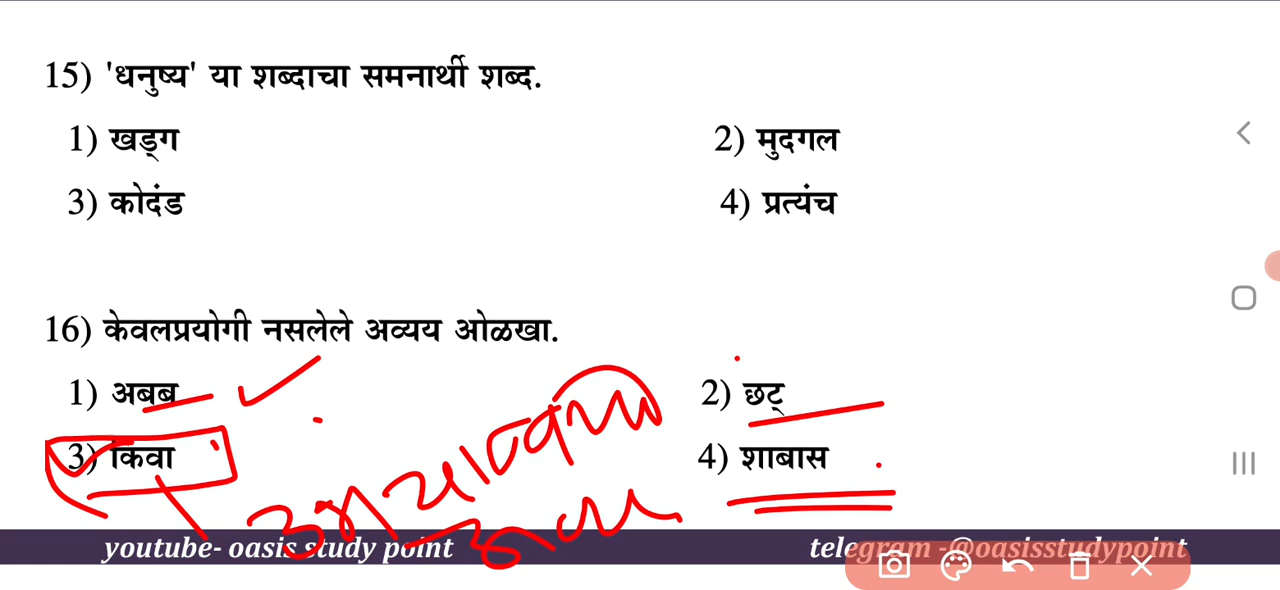 15) 'धनुष्य' या शब्दाचा समनार्थी शब्द.
1) खड्ग 2) मुदगल
3) कोदंड 4) प्रत्यंच
16) केवलप्रयोगी नसलेले अव्यय ओळखा.
1) अबब 2) छट्
3) किंवा 4) शाबास
youtube- oasis study point telegram -@oasisstudypoint